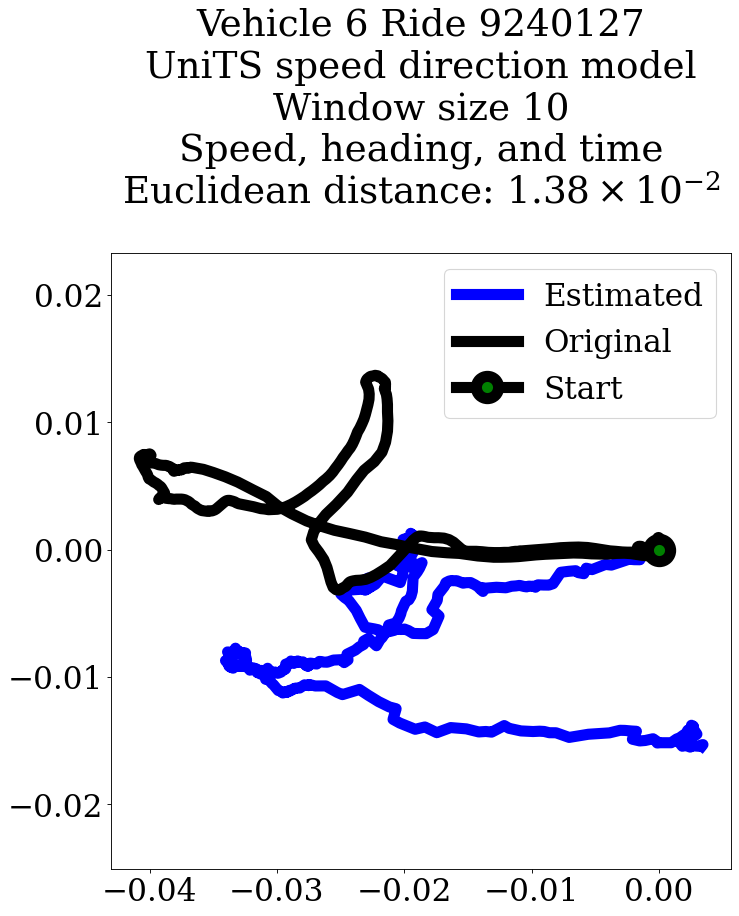 Vehicle 6 Ride 9240127
UniTS speed direction model
Window size 10
Speed, heading, and time
Euclidean distance: 1.38 × 10⁻²
Estimated
Original
Start
0.02
0.01
0.00
−0.01
−0.02
−0.04 −0.03 −0.02 −0.01 0.00